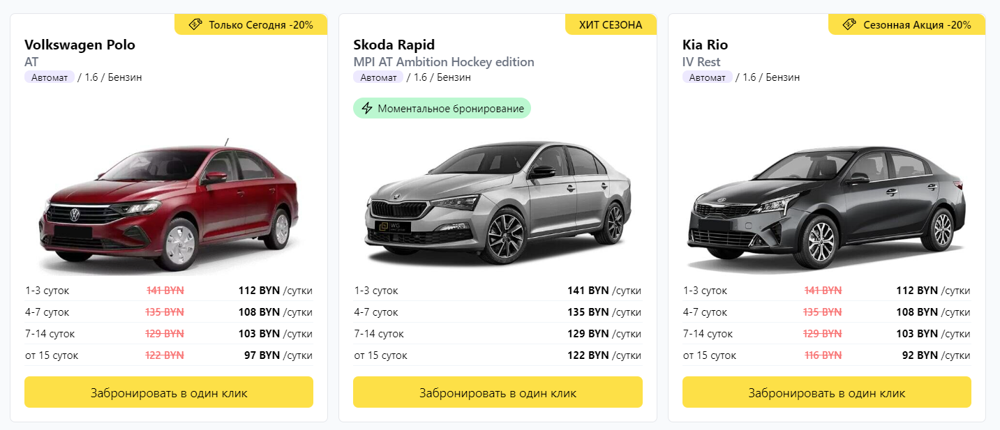 Только Сегодня -20%
Volkswagen Polo
AT
Автомат / 1.6 / Бензин
1-3 суток 141 BYN 112 BYN /сутки
4-7 суток 135 BYN 108 BYN /сутки
7-14 суток 129 BYN 103 BYN /сутки
от 15 суток 122 BYN 97 BYN /сутки
Забронировать в один клик
ХИТ СЕЗОНА
Skoda Rapid
MPI AT Ambition Hockey edition
Автомат / 1.6 / Бензин
Моментальное бронирование
WG
1-3 суток 141 BYN /сутки
4-7 суток 135 BYN /сутки
7-14 суток 129 BYN /сутки
от 15 суток 122 BYN /сутки
Забронировать в один клик
Сезонная Акция -20%
Kia Rio
IV Rest
Автомат / 1.6 / Бензин
1-3 суток 141 BYN 112 BYN /сутки
4-7 суток 135 BYN 108 BYN /сутки
7-14 суток 129 BYN 103 BYN /сутки
от 15 суток 116 BYN 92 BYN /сутки
Забронировать в один клик